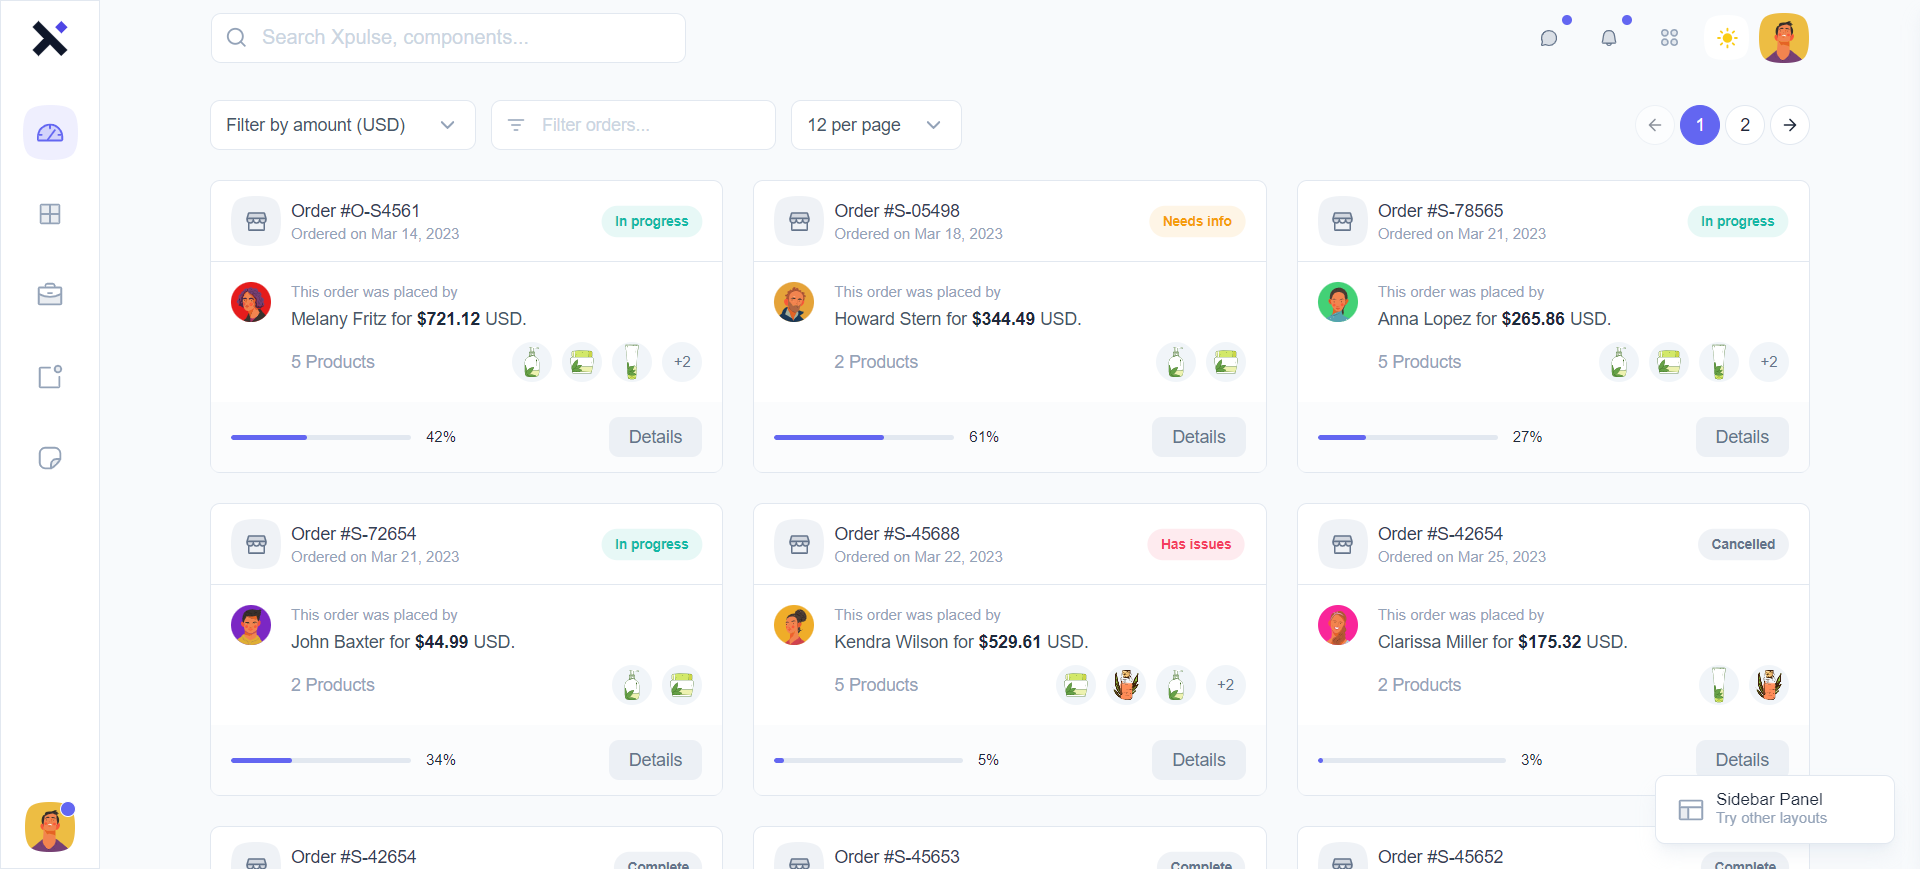 Search Xpulse, components...
Filter by amount (USD)
Filter orders...
12 per page
1
2
Order #O-S4561
Ordered on Mar 14, 2023
In progress
This order was placed by
Melany Fritz for $721.12 USD.
5 Products
+2
42%
Details
Order #S-05498
Ordered on Mar 18, 2023
Needs info
This order was placed by
Howard Stern for $344.49 USD.
2 Products
61%
Details
Order #S-78565
Ordered on Mar 21, 2023
In progress
This order was placed by
Anna Lopez for $265.86 USD.
5 Products
+2
27%
Details
Order #S-72654
Ordered on Mar 21, 2023
In progress
This order was placed by
John Baxter for $44.99 USD.
2 Products
34%
Details
Order #S-45688
Ordered on Mar 22, 2023
Has issues
This order was placed by
Kendra Wilson for $529.61 USD.
5 Products
+2
5%
Details
Order #S-42654
Ordered on Mar 25, 2023
Cancelled
This order was placed by
Clarissa Miller for $175.32 USD.
2 Products
3%
Details
Order #S-42654
Complete
Order #S-45653
Complete
Order #S-45652
Complete
Sidebar Panel
Try other layouts